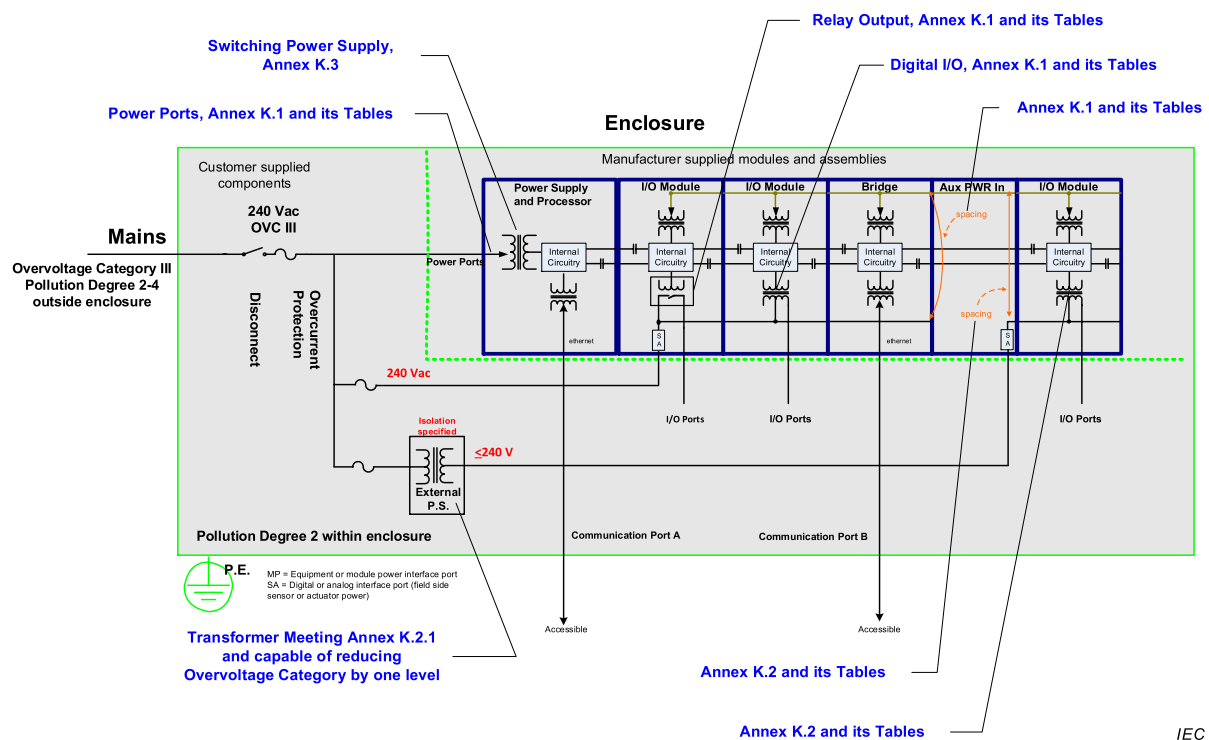 Relay Output, Annex K.1 and its Tables
Switching Power Supply,
Annex K.3
Digital I/O, Annex K.1 and its Tables
Power Ports, Annex K.1 and its Tables
Annex K.1 and its Tables
Enclosure
Customer supplied
components
Manufacturer supplied modules and assemblies
Power Supply
and Processor
I/O Module
I/O Module
Bridge
Aux PWR In
I/O Module
240 Vac
OVC III
spacing
Mains
Overvoltage Category III
Pollution Degree 2-4
outside enclosure
Power Ports
Internal
Circuitry
Internal
Circuitry
Internal
Circuitry
Internal
Circuitry
Internal
Circuitry
Disconnect
Overcurrent
Protection
spacing
S
A
S
A
ethernet
ethernet
240 Vac
Isolation
specified
I/O Ports
I/O Ports
I/O Ports
≤240 V
External
P.S.
Pollution Degree 2 within enclosure
Communication Port A
Communication Port B
P.E.
MP = Equipment or module power interface port
SA = Digital or analog interface port (field side
sensor or actuator power)
Accessible
Accessible
Transformer Meeting Annex K.2.1
and capable of reducing
Overvoltage Category by one level
Annex K.2 and its Tables
Annex K.2 and its Tables
IEC